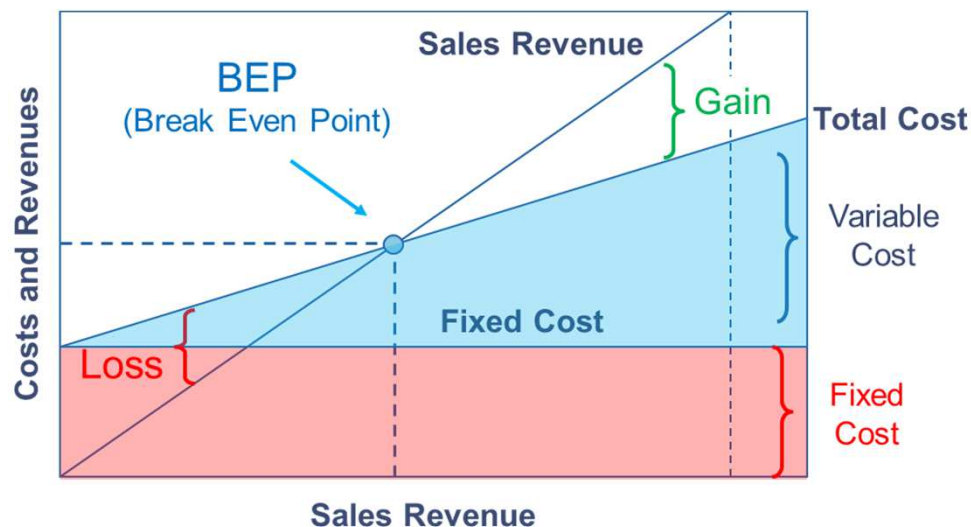 Sales Revenue
BEP
(Break Even Point)
Gain
Total Cost
Costs and Revenues
Variable
Cost
Fixed Cost
Loss
Fixed
Cost
Sales Revenue